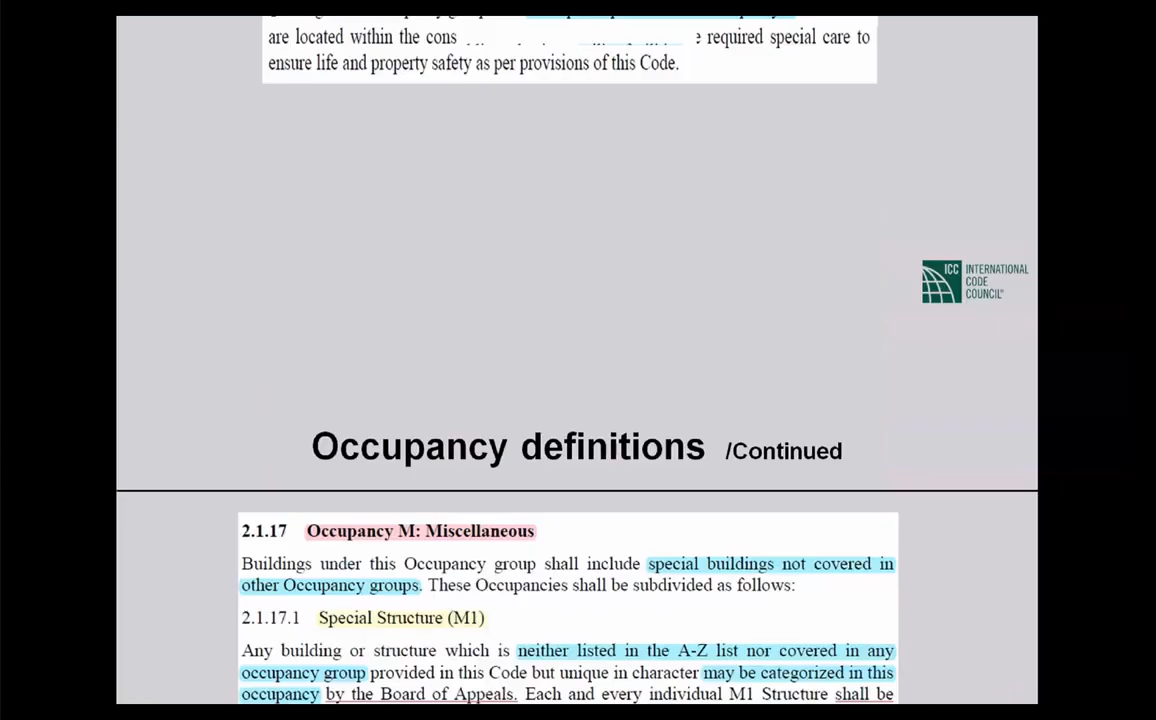 are located within the cons
required special care to
ensure life and property safety as per provisions of this Code.
ICC INTERNATIONAL
CODE
COUNCIL®
Occupancy definitions /Continued
2.1.17 Occupancy M: Miscellaneous
Buildings under this Occupancy group shall include special buildings not covered in
other Occupancy groups. These Occupancies shall be subdivided as follows:
2.1.17.1 Special Structure (M1)
Any building or structure which is neither listed in the A-Z list nor covered in any
occupancy group provided in this Code but unique in character may be categorized in this
occupancy by the Board of Appeals. Each and every individual M1 Structure shall be